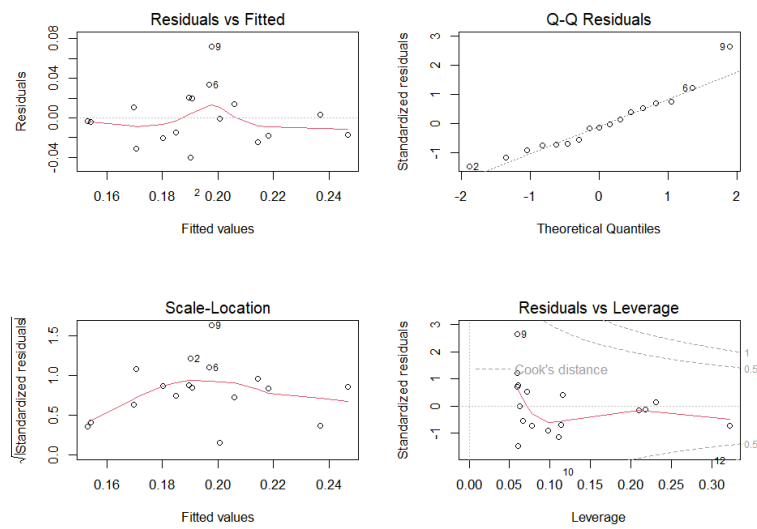 Residuals vs Fitted
Residuals
-0.04 0.00 0.04 0.08
9
6
2
0.16 0.18 0.20 0.22 0.24
Fitted values
Q-Q Residuals
Standardized residuals
-1 0 1 2 3
9
6
2
-2 -1 0 1 2
Theoretical Quantiles
Scale-Location
√|Standardized residuals|
0.0 0.5 1.0 1.5
9
2
6
0.16 0.18 0.20 0.22 0.24
Fitted values
Residuals vs Leverage
Standardized residuals
-1 0 1 2 3
9
Cook's distance
1
0.5
0.5
10
12
0.00 0.05 0.10 0.15 0.20 0.25 0.30
Leverage